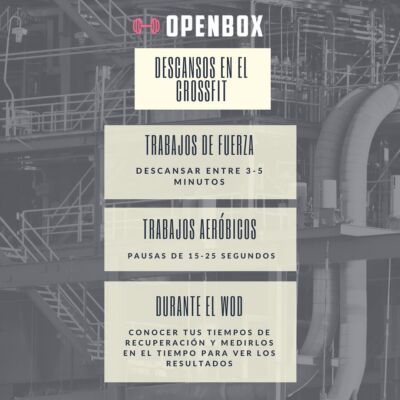 OPENBOX
DESCANSOS EN EL
CROSSFIT
TRABAJOS DE FUERZA
DESCANSAR ENTRE 3-5
MINUTOS
TRABAJOS AERÓBICOS
PAUSAS DE 15-25 SEGUNDOS
DURANTE EL WOD
CONOCER TUS TIEMPOS DE
RECUPERACIÓN Y MEDIRLOS
EN EL TIEMPO PARA VER LOS
RESULTADOS